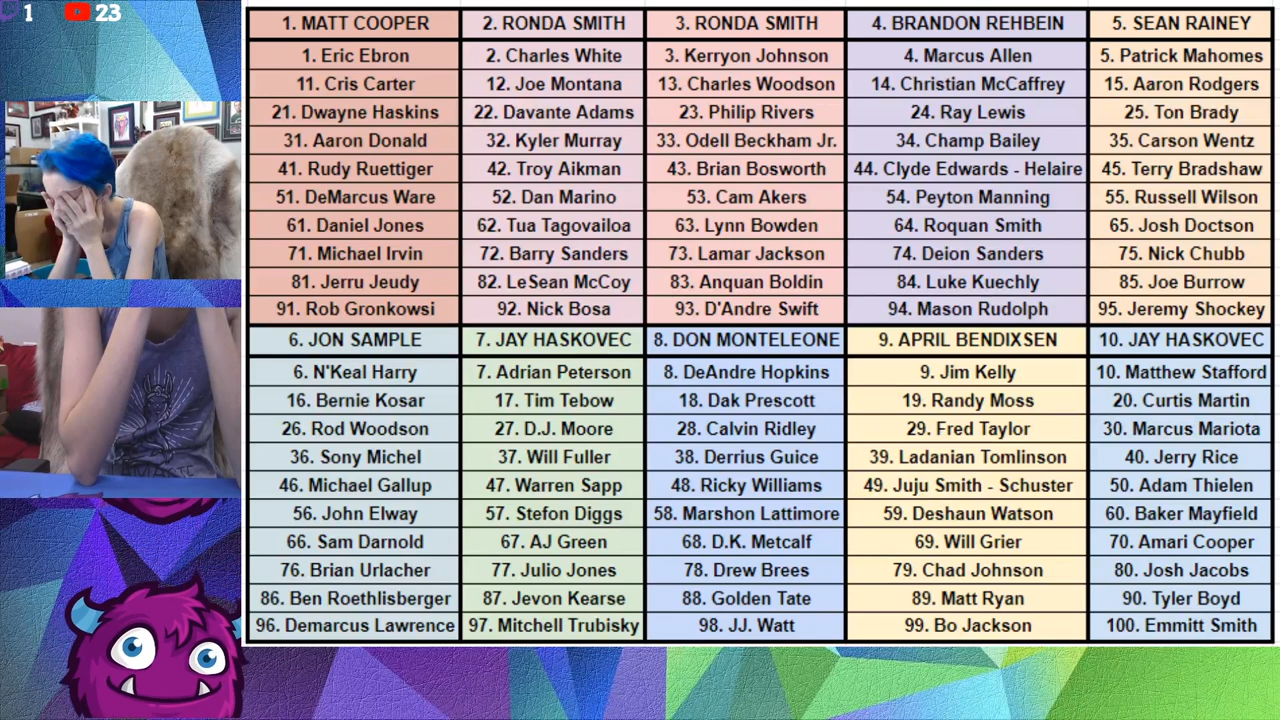 1 23
1. MATT COOPER 2. RONDA SMITH 3. RONDA SMITH 4. BRANDON REHBEIN 5. SEAN RAINEY
1. Eric Ebron 2. Charles White 3. Kerryon Johnson 4. Marcus Allen 5. Patrick Mahomes
11. Cris Carter 12. Joe Montana 13. Charles Woodson 14. Christian McCaffrey 15. Aaron Rodgers
21. Dwayne Haskins 22. Davante Adams 23. Philip Rivers 24. Ray Lewis 25. Ton Brady
31. Aaron Donald 32. Kyler Murray 33. Odell Beckham Jr. 34. Champ Bailey 35. Carson Wentz
41. Rudy Ruettiger 42. Troy Aikman 43. Brian Bosworth 44. Clyde Edwards - Helaire 45. Terry Bradshaw
51. DeMarcus Ware 52. Dan Marino 53. Cam Akers 54. Peyton Manning 55. Russell Wilson
61. Daniel Jones 62. Tua Tagovailoa 63. Lynn Bowden 64. Roquan Smith 65. Josh Doctson
71. Michael Irvin 72. Barry Sanders 73. Lamar Jackson 74. Deion Sanders 75. Nick Chubb
81. Jerru Jeudy 82. LeSean McCoy 83. Anquan Boldin 84. Luke Kuechly 85. Joe Burrow
91. Rob Gronkowsi 92. Nick Bosa 93. D'Andre Swift 94. Mason Rudolph 95. Jeremy Shockey
6. JON SAMPLE 7. JAY HASKOVEC 8. DON MONTELEONE 9. APRIL BENDIXSEN 10. JAY HASKOVEC
6. N'Keal Harry 7. Adrian Peterson 8. DeAndre Hopkins 9. Jim Kelly 10. Matthew Stafford
16. Bernie Kosar 17. Tim Tebow 18. Dak Prescott 19. Randy Moss 20. Curtis Martin
26. Rod Woodson 27. D.J. Moore 28. Calvin Ridley 29. Fred Taylor 30. Marcus Mariota
36. Sony Michel 37. Will Fuller 38. Derrius Guice 39. Ladanian Tomlinson 40. Jerry Rice
46. Michael Gallup 47. Warren Sapp 48. Ricky Williams 49. Juju Smith - Schuster 50. Adam Thielen
56. John Elway 57. Stefon Diggs 58. Marshon Lattimore 59. Deshaun Watson 60. Baker Mayfield
66. Sam Darnold 67. AJ Green 68. D.K. Metcalf 69. Will Grier 70. Amari Cooper
76. Brian Urlacher 77. Julio Jones 78. Drew Brees 79. Chad Johnson 80. Josh Jacobs
86. Ben Roethlisberger 87. Jevon Kearse 88. Golden Tate 89. Matt Ryan 90. Tyler Boyd
96. Demarcus Lawrence 97. Mitchell Trubisky 98. JJ. Watt 99. Bo Jackson 100. Emmitt Smith